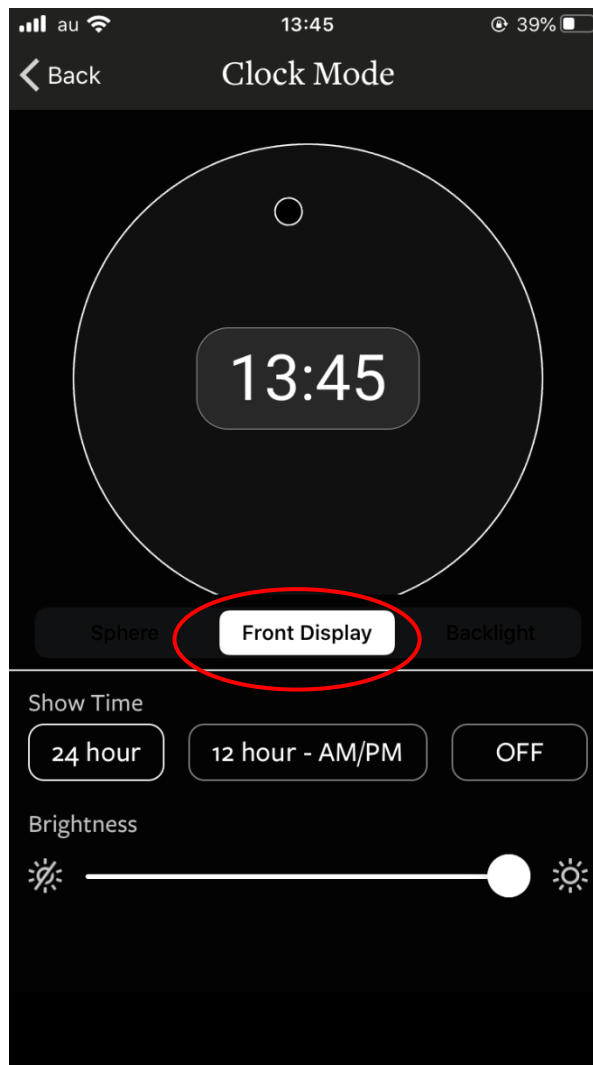 au 13:45 39%
Back Clock Mode
13:45
Sphere Front Display Backlight
Show Time
24 hour 12 hour - AM/PM OFF
Brightness